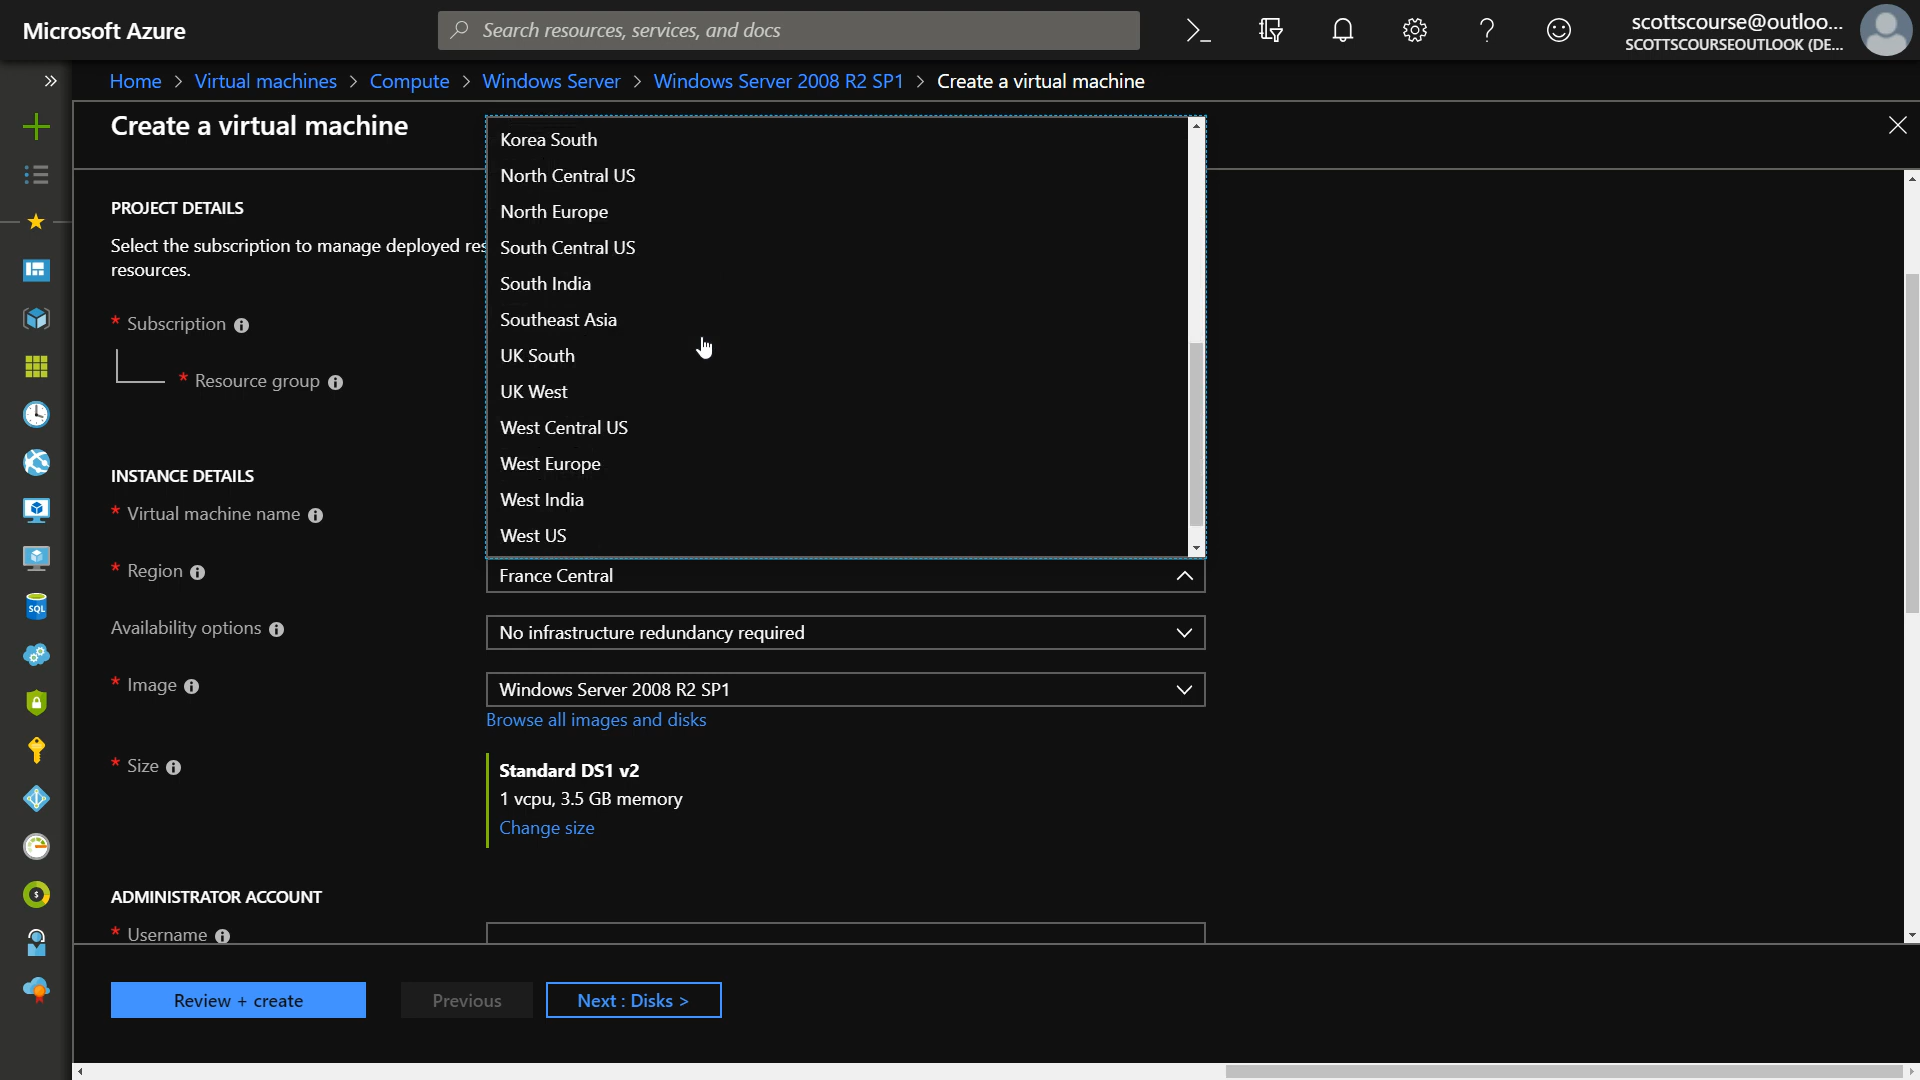 Microsoft Azure
Search resources, services, and docs
scottscourse@outloo...
SCOTTSCOURSEOUTLOOK (DE...
Home > Virtual machines > Compute > Windows Server > Windows Server 2008 R2 SP1 > Create a virtual machine
Create a virtual machine
Korea South
North Central US
North Europe
South Central US
South India
Southeast Asia
UK South
UK West
West Central US
West Europe
West India
West US
PROJECT DETAILS
Select the subscription to manage deployed res
resources.
* Subscription
* Resource group
INSTANCE DETAILS
* Virtual machine name
* Region
France Central
Availability options
No infrastructure redundancy required
* Image
Windows Server 2008 R2 SP1
Browse all images and disks
* Size
Standard DS1 v2
1 vcpu, 3.5 GB memory
Change size
ADMINISTRATOR ACCOUNT
* Username
Review + create
Previous
Next : Disks >
SQL